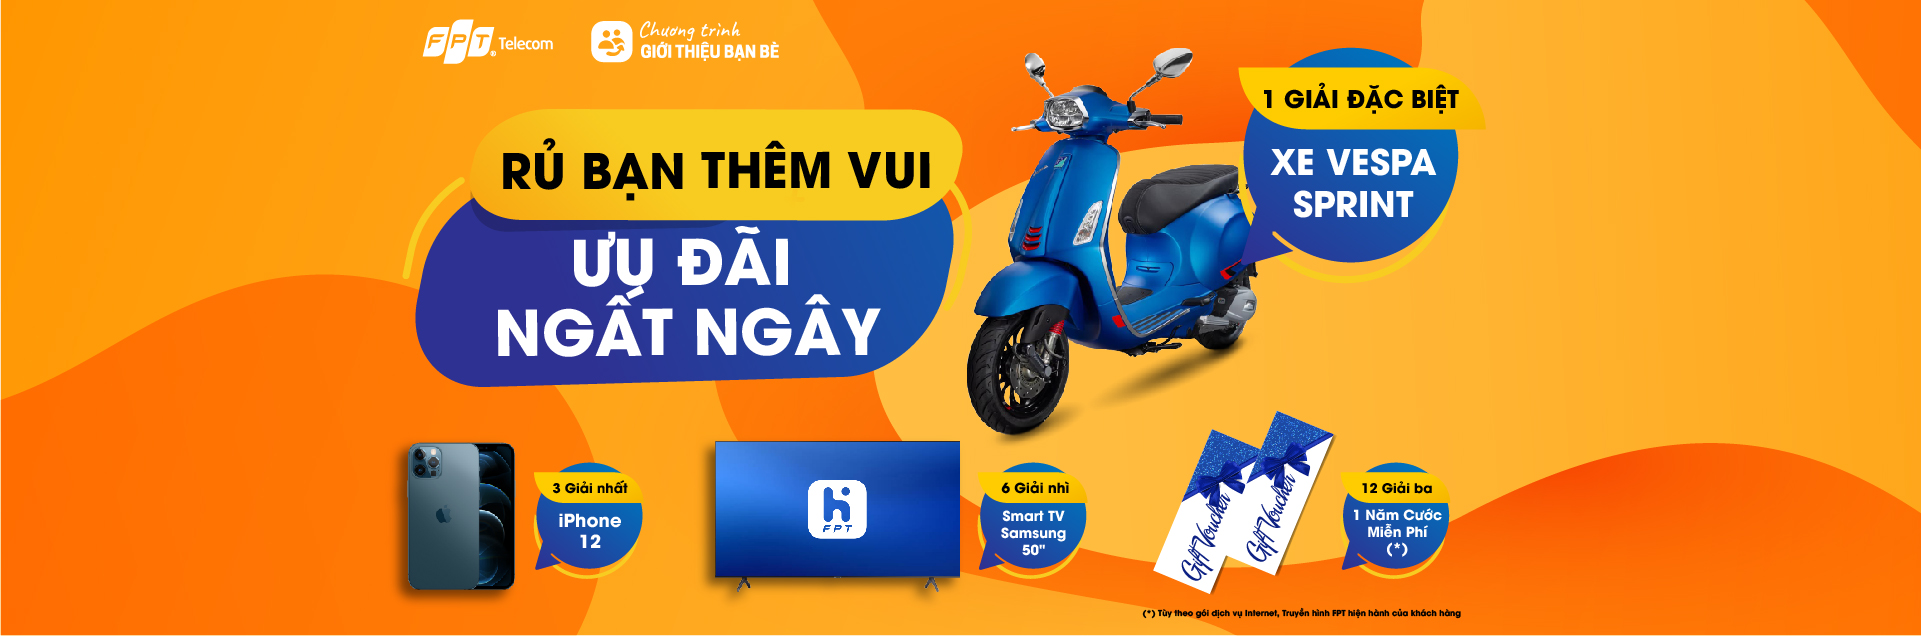 FPT Telecom
Chương trình
GIỚI THIỆU BẠN BÈ
RỦ BẠN THÊM VUI
ƯU ĐÃI
NGẤT NGÂY
1 GIẢI ĐẶC BIỆT
XE VESPA
SPRINT
3 Giải nhất
iPhone
12
hi
FPT
6 Giải nhì
Smart TV
Samsung
50"
Gift Voucher
Gift Voucher
12 Giải ba
1 Năm Cước
Miễn Phí
(*)
(*) Tùy theo gói dịch vụ Internet, Truyền hình FPT hiện hành của khách hàng